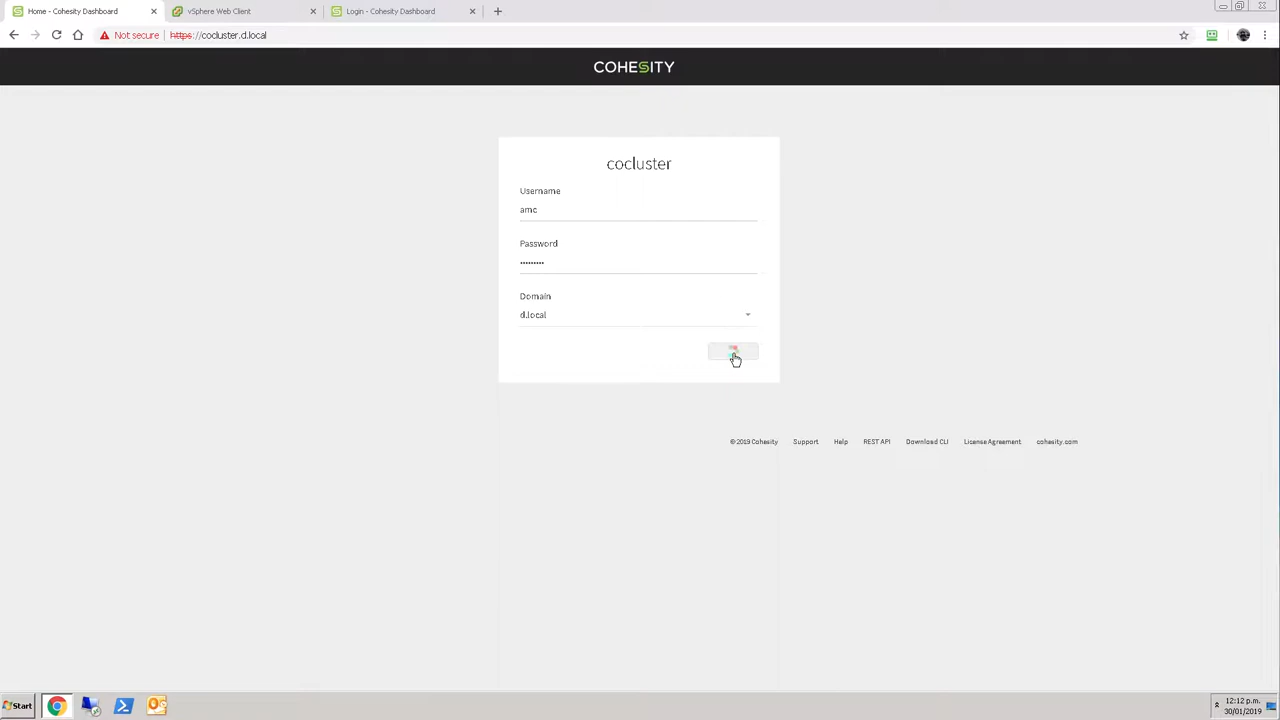 Home - Cohesity Dashboard
vSphere Web Client
Login - Cohesity Dashboard
Not secure
https://cocluster.d.local
COHESITY
cocluster
Username
amc
Password
•••••••••
Domain
d.local
© 2019 Cohesity Support Help REST API Download CLI License Agreement cohesity.com
Start
12:12 p.m.
30/01/2019